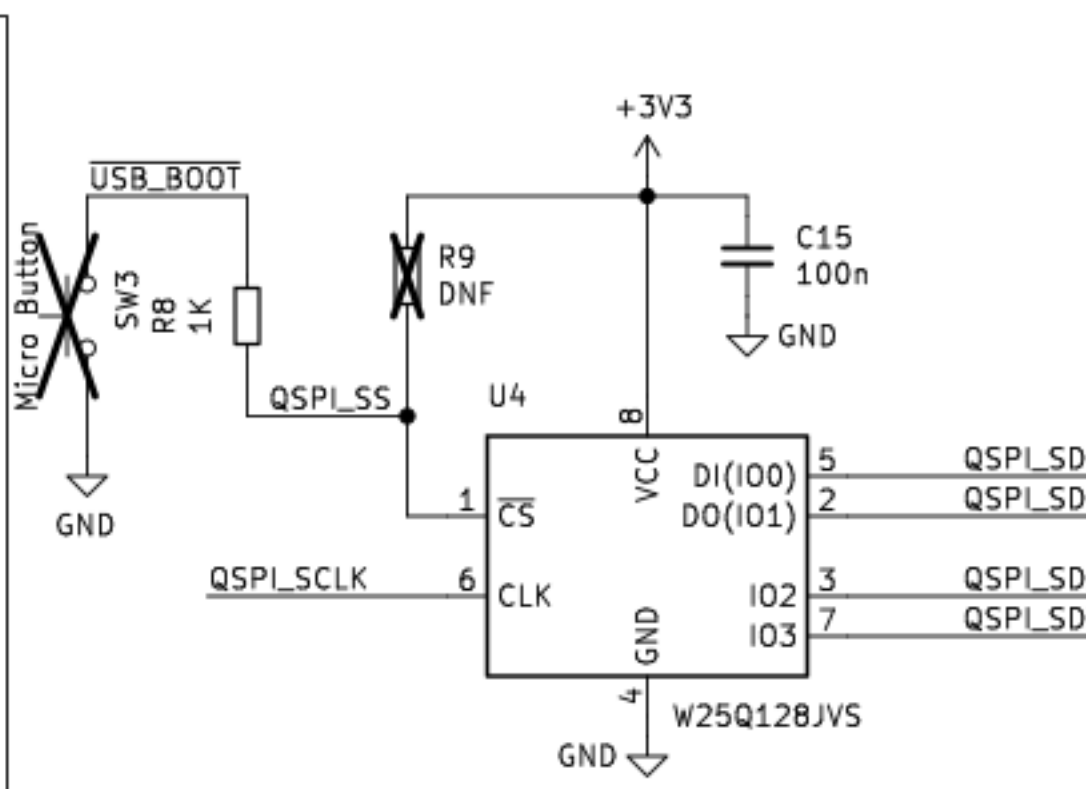 +3V3
USB_BOOT
Micro Button
SW3
R8
1K
R9
DNF
C15
100n
GND
QSPI_SS
U4
8
VCC
GND
1
CS
DI(IO0)
5
QSPI_SD
DO(IO1)
2
QSPI_SD
QSPI_SCLK
6
CLK
IO2
3
QSPI_SD
IO3
7
QSPI_SD
GND
4
W25Q128JVS
GND